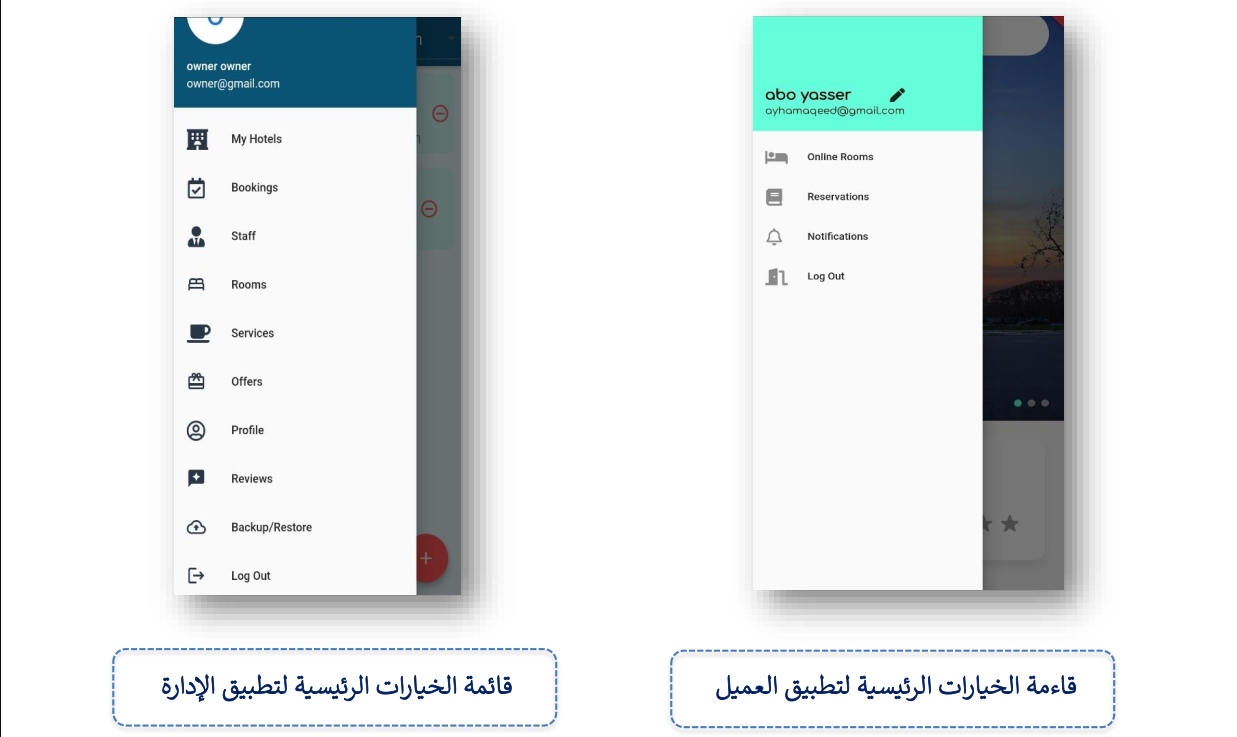 owner owner
owner@gmail.com
My Hotels
Bookings
Staff
Rooms
Services
Offers
Profile
Reviews
Backup/Restore
Log Out
قائمة الخيارات الرئيسية لتطبيق الإدارة
abo yasser
ayhamaqeed@gmail.com
Online Rooms
Reservations
Notifications
Log Out
قاءمة الخيارات الرئيسية لتطبيق العميل